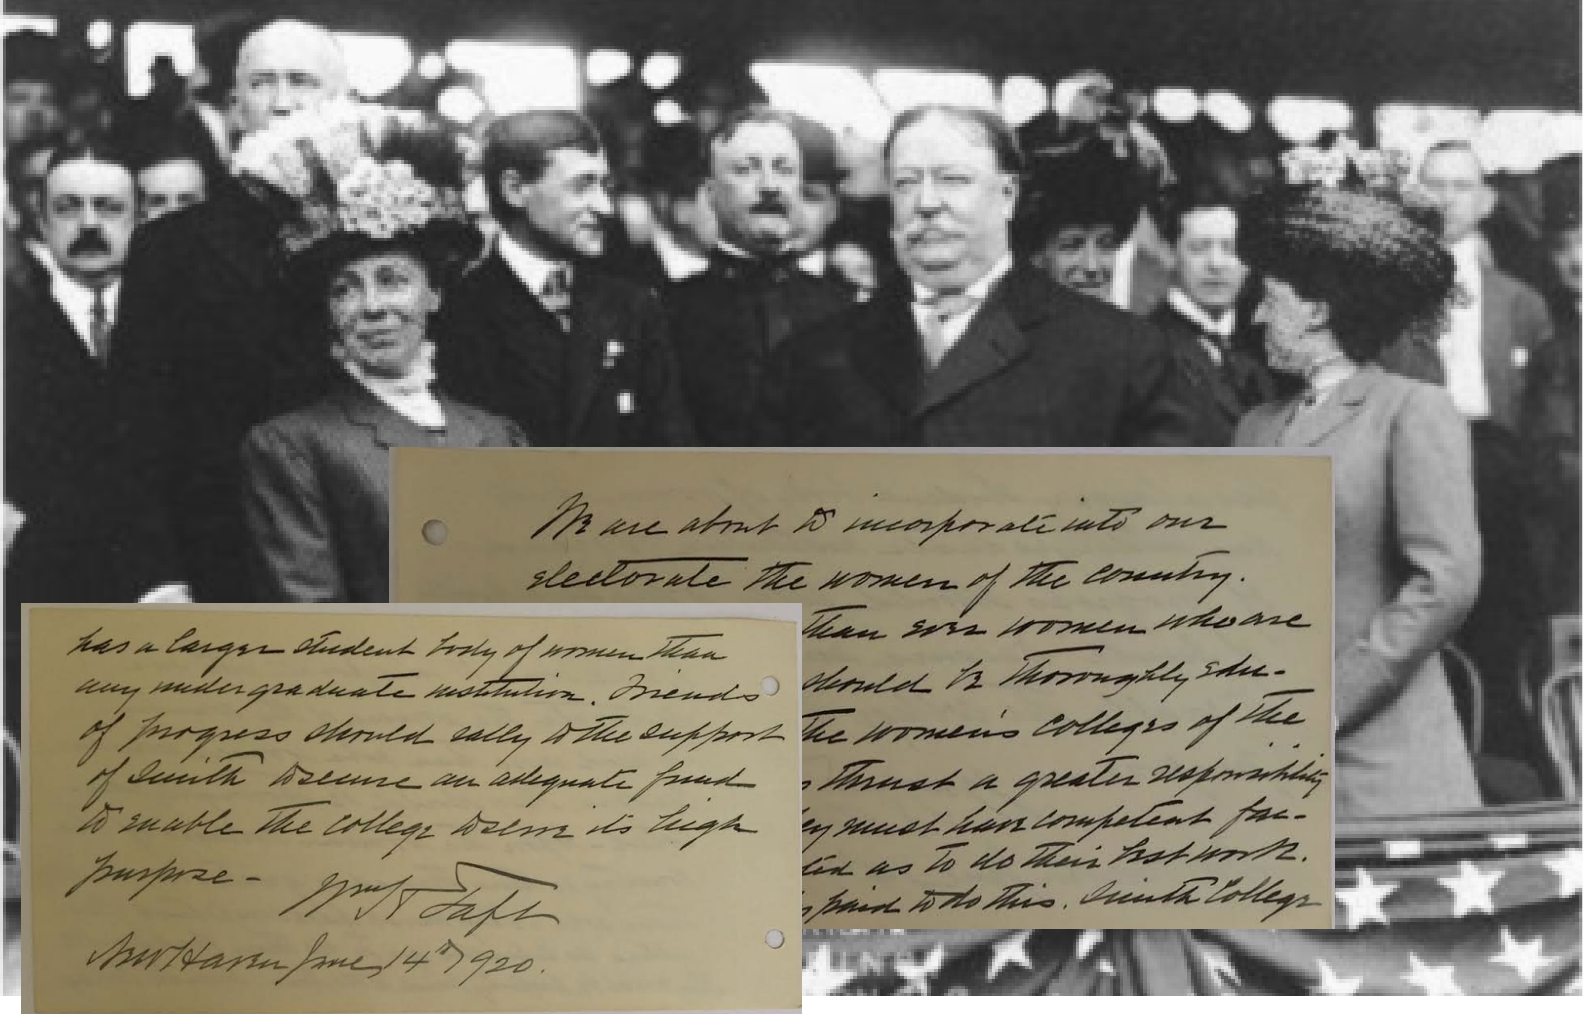 We are about to incorporate into our
electorate the women of the country.
than ever women who are
should be thoroughly edu-
the women's colleges of the
thrust a greater responsibility
must have competent fac-
as to do their best work.
paid to do this. Smith College
has a larger student body of women than
any undergraduate institution. Friends
of progress should rally to the support
of Smith to secure an adequate fund
to enable the college to serve its high
purpose-
Wm H Taft
New Haven June 14th 1920.